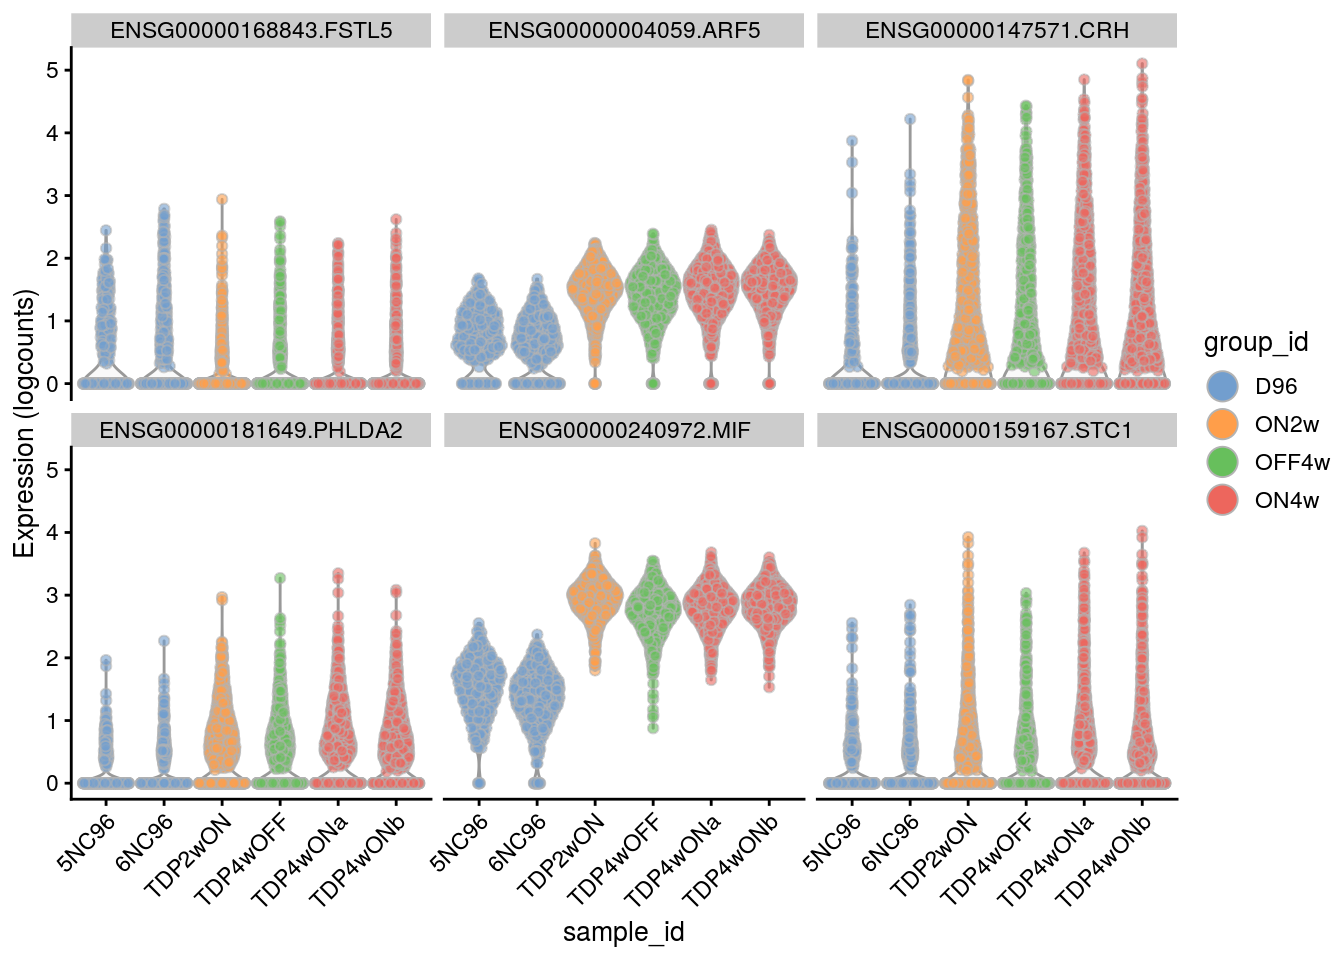 ENSG00000168843.FSTL5
ENSG00000004059.ARF5
ENSG00000147571.CRH
5
4
3
2
1
0
ENSG00000181649.PHLDA2
ENSG00000240972.MIF
ENSG00000159167.STC1
5
4
3
2
1
0
Expression (logcounts)
5NC96
6NC96
TDP2wON
TDP4wOFF
TDP4wONa
TDP4wONb
5NC96
6NC96
TDP2wON
TDP4wOFF
TDP4wONa
TDP4wONb
5NC96
6NC96
TDP2wON
TDP4wOFF
TDP4wONa
TDP4wONb
sample_id
group_id
D96
ON2w
OFF4w
ON4w